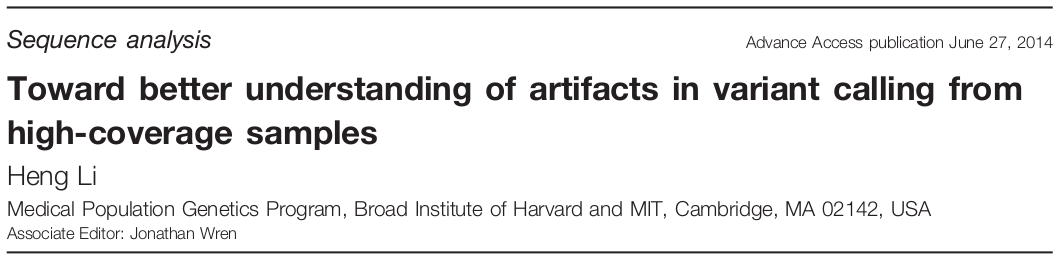 Sequence analysis
Advance Access publication June 27, 2014
Toward better understanding of artifacts in variant calling from
high-coverage samples
Heng Li
Medical Population Genetics Program, Broad Institute of Harvard and MIT, Cambridge, MA 02142, USA
Associate Editor: Jonathan Wren